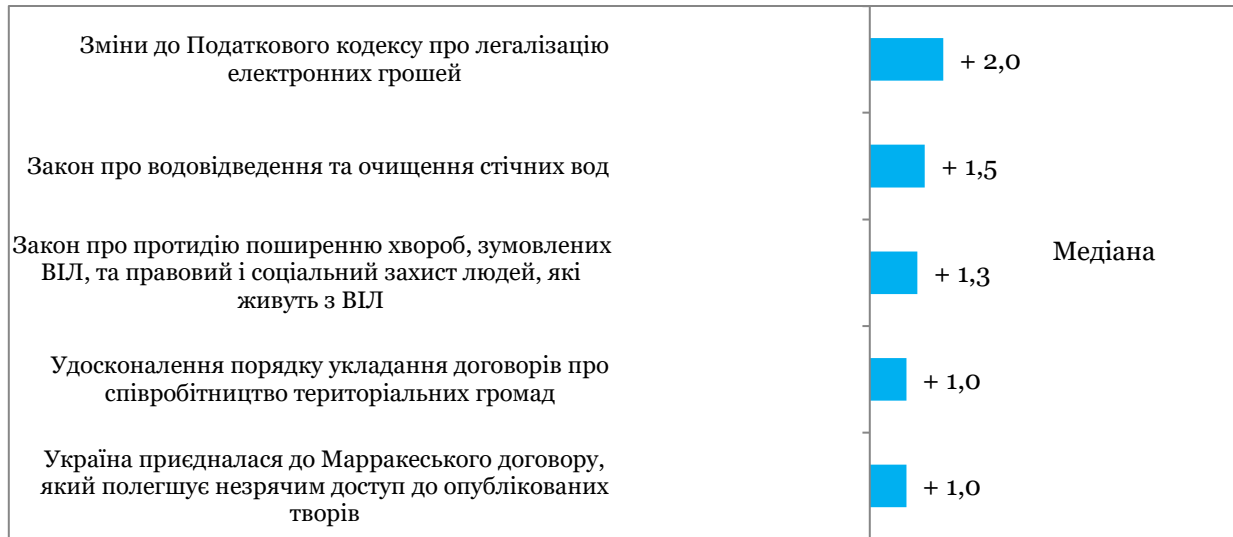 Зміни до Податкового кодексу про легалізацію
електронних грошей
+ 2,0
Закон про водовідведення та очищення стічних вод
+ 1,5
Закон про протидію поширенню хвороб, зумовлених
ВІЛ, та правовий і соціальний захист людей, які
живуть з ВІЛ
+ 1,3
Медіана
Удосконалення порядку укладання договорів про
співробітництво територіальних громад
+ 1,0
Україна приєдналася до Марракеського договору,
який полегшує незрячим доступ до опублікованих
творів
+ 1,0